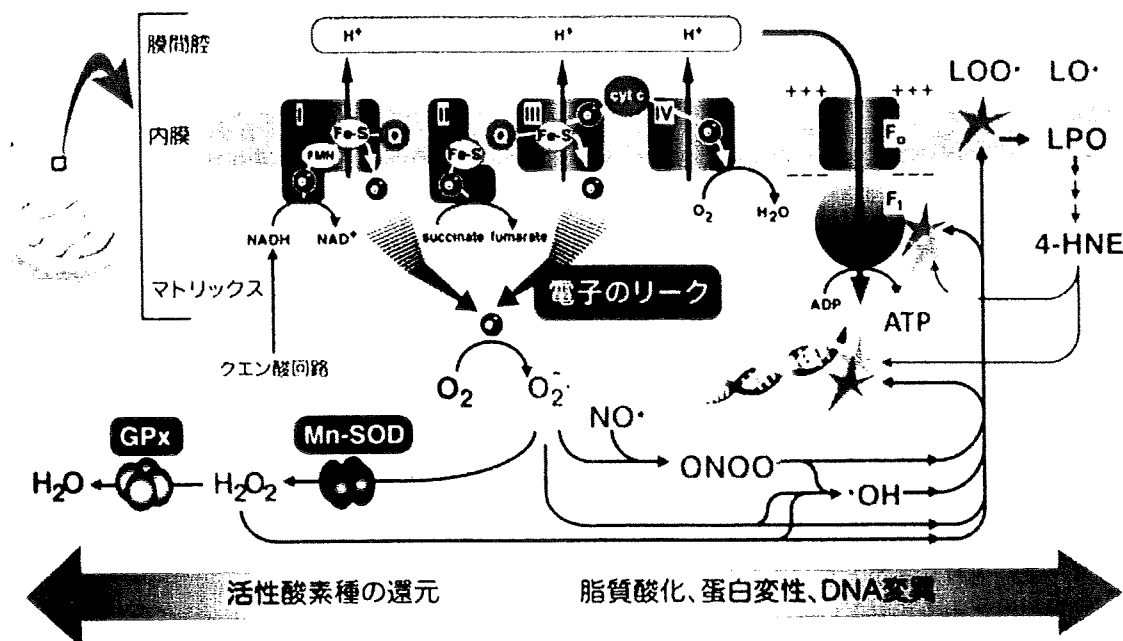 膜間腔
H⁺
H⁺
H⁺
LOO· LO·
+++
+++
cyt c
I
II
III
IV
内膜
Fe-S
Fe-S
Fe-S
FMN
F₀
LPO
O₂
H₂O
F₁
NADH
NAD⁺
succinate fumarate
4-HNE
マトリックス
電子のリーク
ADP
ATP
クエン酸回路
O₂
O₂⁻·
NO·
GPx
Mn-SOD
ONOO
H₂O
H₂O₂
·OH
活性酸素種の還元
脂質酸化、蛋白変性、DNA変異